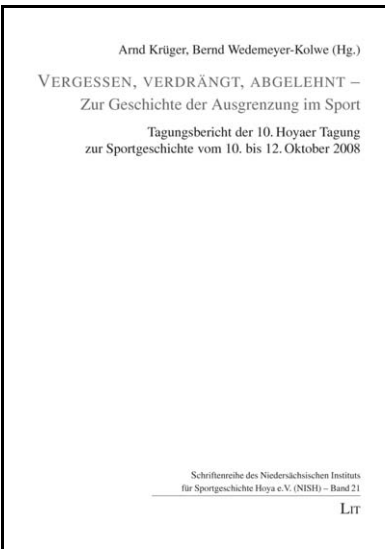 Arnd Krüger, Bernd Wedemeyer-Kolwe (Hg.)
VERGESSEN, VERDRÄNGT, ABGELEHNT –
Zur Geschichte der Ausgrenzung im Sport
Tagungsbericht der 10. Hoyaer Tagung
zur Sportgeschichte vom 10. bis 12. Oktober 2008
Schriftenreihe des Niedersächsischen Instituts
für Sportgeschichte Hoya e.V. (NISH) – Band 21
LIT